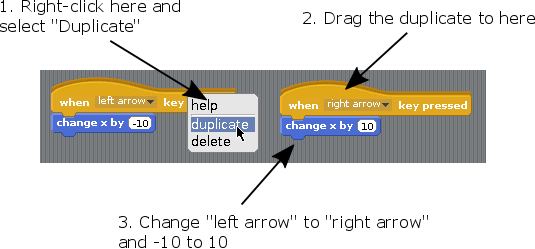 1. Right-click here and
select "Duplicate"
2. Drag the duplicate to here
when left arrow key
change x by -10
help
duplicate
delete
when right arrow key pressed
change x by 10
3. Change "left arrow" to "right arrow"
and -10 to 10